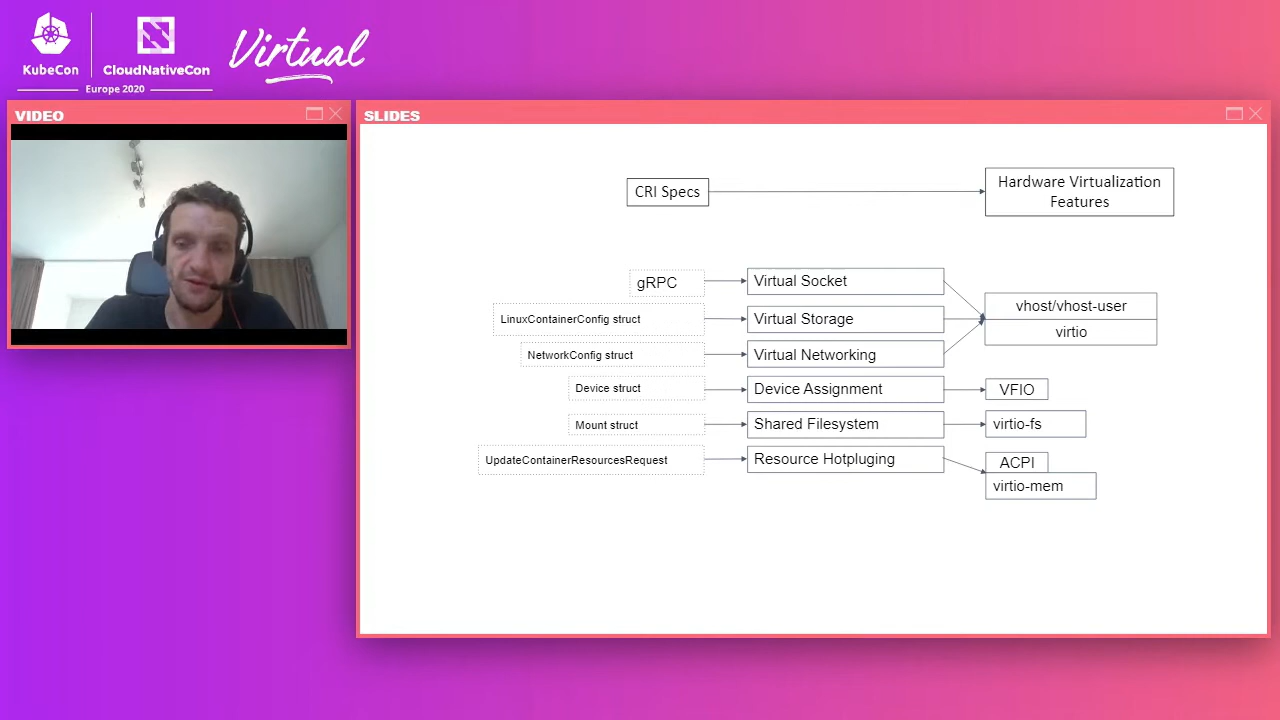 KubeCon
CloudNativeCon
Europe 2020
Virtual
VIDEO
SLIDES
CRI Specs
Hardware Virtualization
Features
gRPC
Virtual Socket
LinuxContainerConfig struct
Virtual Storage
NetworkConfig struct
Virtual Networking
vhost/vhost-user
virtio
Device struct
Device Assignment
VFIO
Mount struct
Shared Filesystem
virtio-fs
UpdateContainerResourcesRequest
Resource Hotpluging
ACPI
virtio-mem